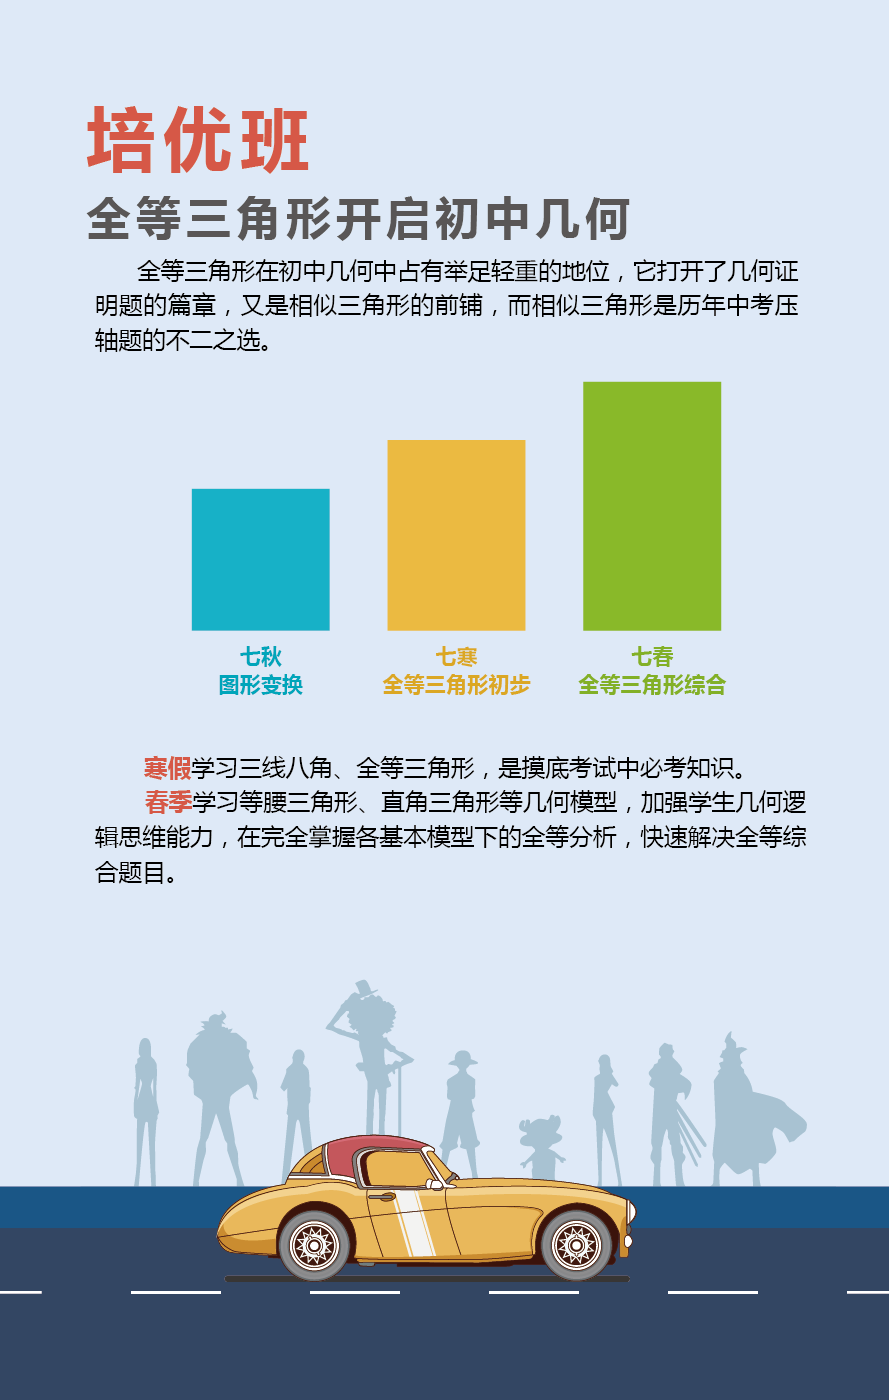 培优班
全等三角形开启初中几何
全等三角形在初中几何中占有举足轻重的地位，它打开了几何证
明题的篇章，又是相似三角形的前铺，而相似三角形是历年中考压
轴题的不二之选。
七秋
图形变换
七寒
全等三角形初步
七春
全等三角形综合
寒假学习三线八角、全等三角形，是摸底考试中必考知识。
春季学习等腰三角形、直角三角形等几何模型，加强学生几何逻
辑思维能力，在完全掌握各基本模型下的全等分析，快速解决全等综
合题目。